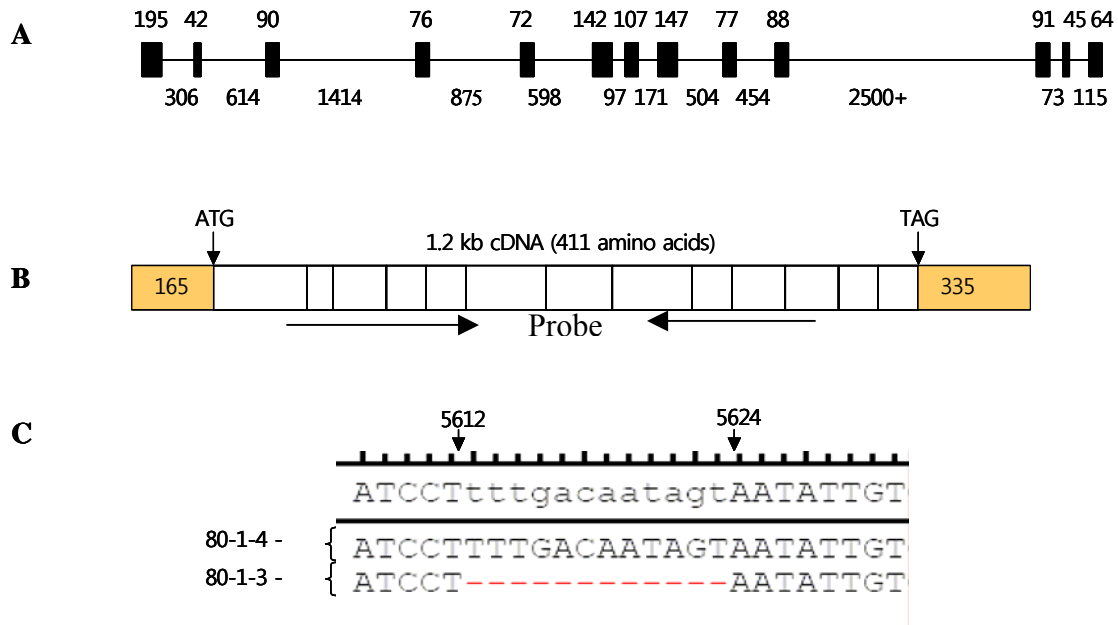 A
195 42 90 76 72 142 107 147 77 88 91 45 64
306 614 1414 875 598 97 171 504 454 2500+ 73 115
B
ATG
1.2 kb cDNA (411 amino acids)
TAG
165
335
Probe
C
5612 5624
ATCCTtttgacaatagtAATATTGT
80-1-4 - ATCCTTTTGACAATAGTAATATTGT
80-1-3 - ATCCT------------AATATTGT